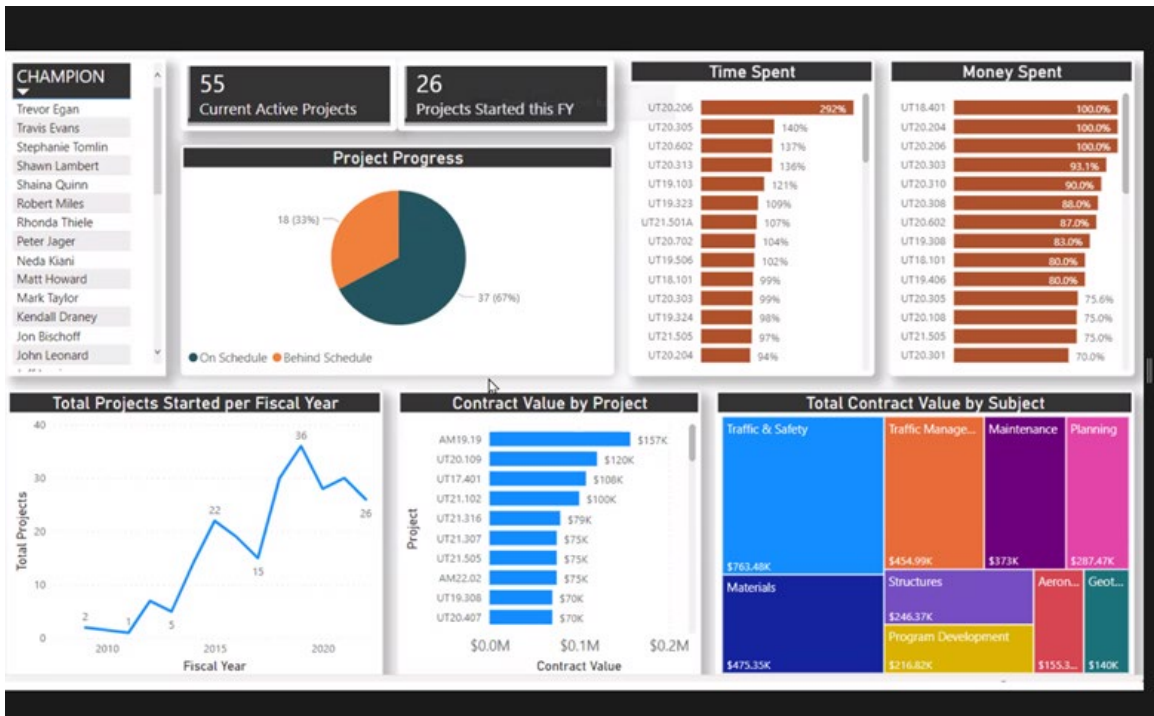 CHAMPION
Trevor Egan
Travis Evans
Stephanie Tomlin
Shawn Lambert
Shaina Quinn
Robert Miles
Rhonda Thiele
Peter Jager
Neda Kiani
Matt Howard
Mark Taylor
Kendall Draney
Jon Bischoff
John Leonard
55
Current Active Projects
26
Projects Started this FY
Project Progress
18 (33%)
37 (67%)
On Schedule Behind Schedule
Time Spent
UT20.206 292%
UT20.305 140%
UT20.602 137%
UT20.313 136%
UT19.103 121%
UT19.323 109%
UT21.501A 107%
UT20.702 104%
UT19.506 102%
UT18.101 99%
UT20.303 99%
UT19.324 98%
UT21.505 97%
UT20.204 94%
Money Spent
UT18.401 100.0%
UT20.204 100.0%
UT20.206 100.0%
UT20.303 93.1%
UT20.310 90.0%
UT20.308 88.0%
UT20.602 87.0%
UT19.308 83.0%
UT18.101 80.0%
UT19.406 80.0%
UT20.305 75.6%
UT20.108 75.0%
UT21.505 75.0%
UT20.301 70.0%
Total Projects Started per Fiscal Year
Total Projects
40
30
20
10
0
2
1
5
22
15
36
26
2010 2015 2020
Fiscal Year
Contract Value by Project
Project
AM19.19 $157K
UT20.109 $120K
UT17.401 $108K
UT21.102 $100K
UT21.316 $79K
UT21.307 $75K
UT21.505 $75K
AM22.02 $75K
UT19.308 $70K
UT20.407 $70K
$0.0M $0.1M $0.2M
Contract Value
Total Contract Value by Subject
Traffic & Safety
$763.48K
Materials
$475.35K
Traffic Manage...
$454.99K
Maintenance
$373K
Planning
$287.47K
Structures
$246.37K
Program Development
$216.82K
Aeron...
$155.3...
Geot...
$140K